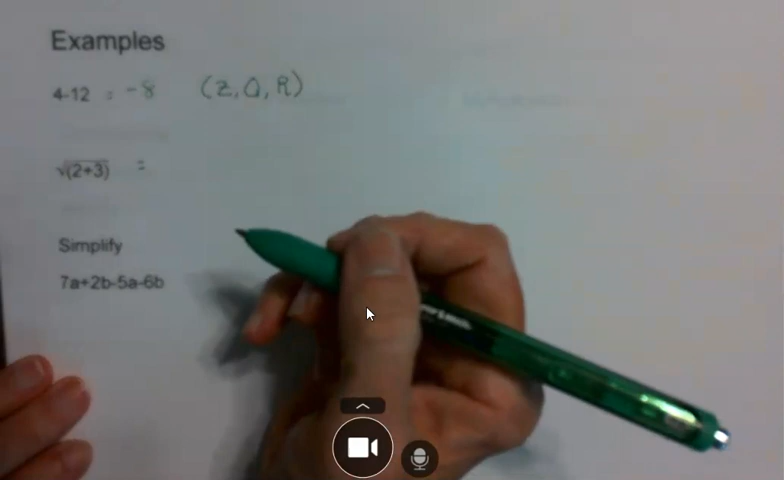 Examples
4-12 = -8 (Z, Q, R)
√(2+3) =
Simplify
7a+2b-5a-6b